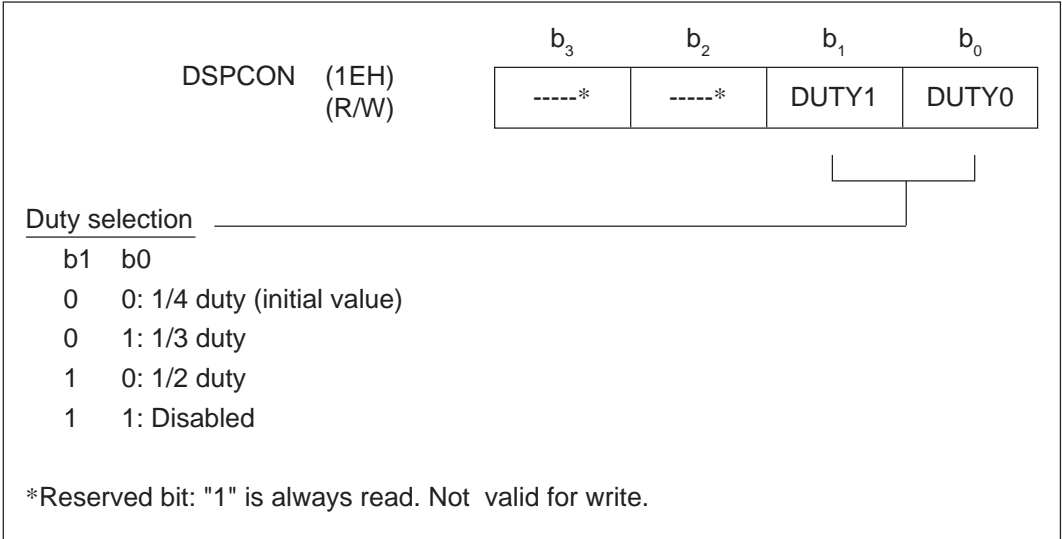 b3 b2 b1 b0
DSPCON (1EH)
(R/W)
-----* -----* DUTY1 DUTY0
Duty selection
b1 b0
0 0: 1/4 duty (initial value)
0 1: 1/3 duty
1 0: 1/2 duty
1 1: Disabled
*Reserved bit: "1" is always read. Not valid for write.